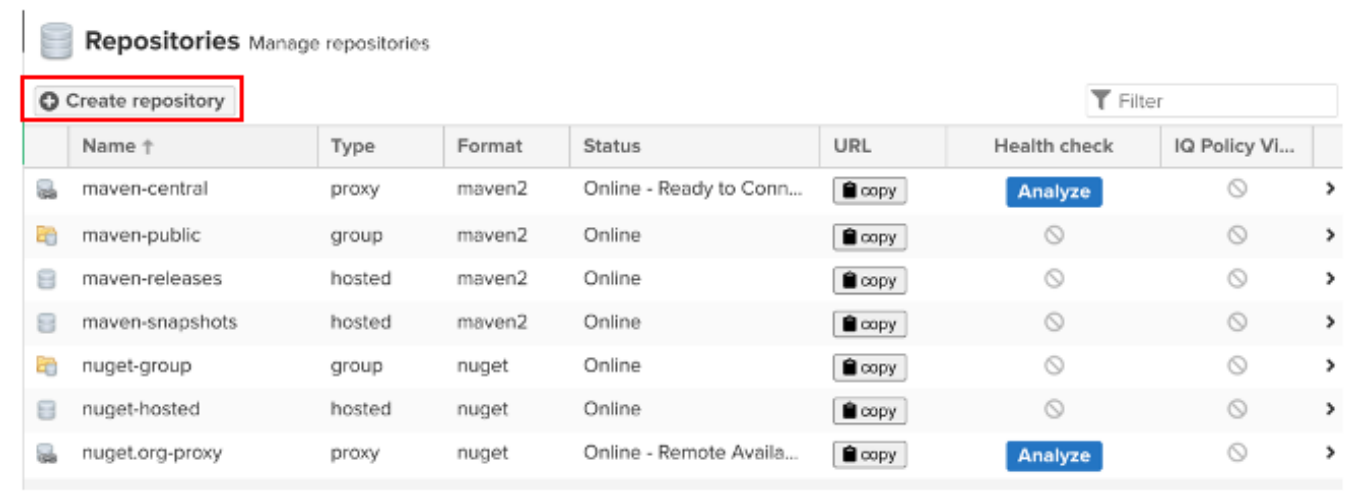 Repositories Manage repositories
Create repository Filter
Name ↑ Type Format Status URL Health check IQ Policy Vi...
maven-central proxy maven2 Online - Ready to Conn... copy Analyze
maven-public group maven2 Online copy
maven-releases hosted maven2 Online copy
maven-snapshots hosted maven2 Online copy
nuget-group group nuget Online copy
nuget-hosted hosted nuget Online copy
nuget.org-proxy proxy nuget Online - Remote Availa... copy Analyze